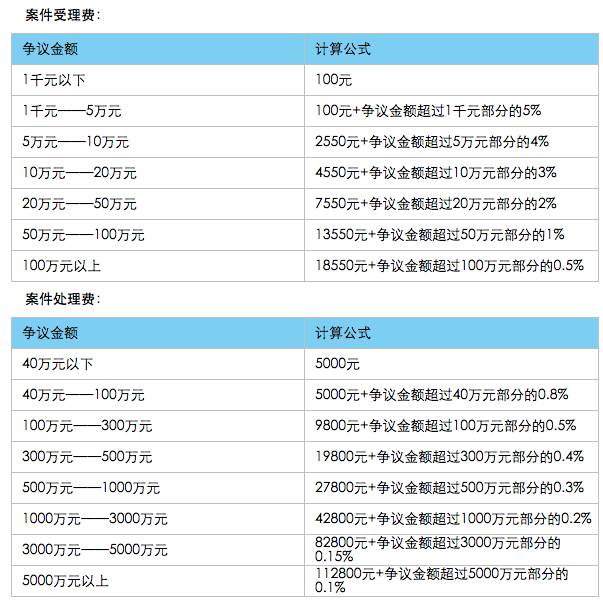 案件受理费：
争议金额 计算公式
1千元以下 100元
1千元——5万元 100元+争议金额超过1千元部分的5%
5万元——10万元 2550元+争议金额超过5万元部分的4%
10万元——20万元 4550元+争议金额超过10万元部分的3%
20万元——50万元 7550元+争议金额超过20万元部分的2%
50万元——100万元 13550元+争议金额超过50万元部分的1%
100万元以上 18550元+争议金额超过100万元部分的0.5%
案件处理费：
争议金额 计算公式
40万元以下 5000元
40万元——100万元 5000元+争议金额超过40万元部分的0.8%
100万元——300万元 9800元+争议金额超过100万元部分的0.5%
300万元——500万元 19800元+争议金额超过300万元部分的0.4%
500万元——1000万元 27800元+争议金额超过500万元部分的0.3%
1000万元——3000万元 42800元+争议金额超过1000万元部分的0.2%
3000万元——5000万元 82800元+争议金额超过3000万元部分的
0.15%
5000万元以上 112800元+争议金额超过5000万元部分的
0.1%